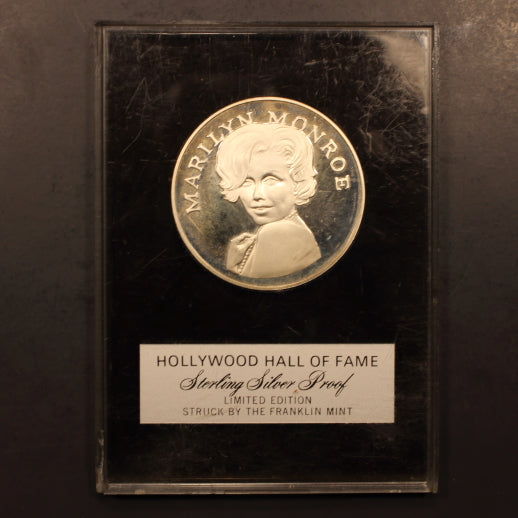 MARILYN MONROE
HOLLYWOOD HALL OF FAME
Sterling Silver Proof
LIMITED EDITION
STRUCK BY THE FRANKLIN MINT